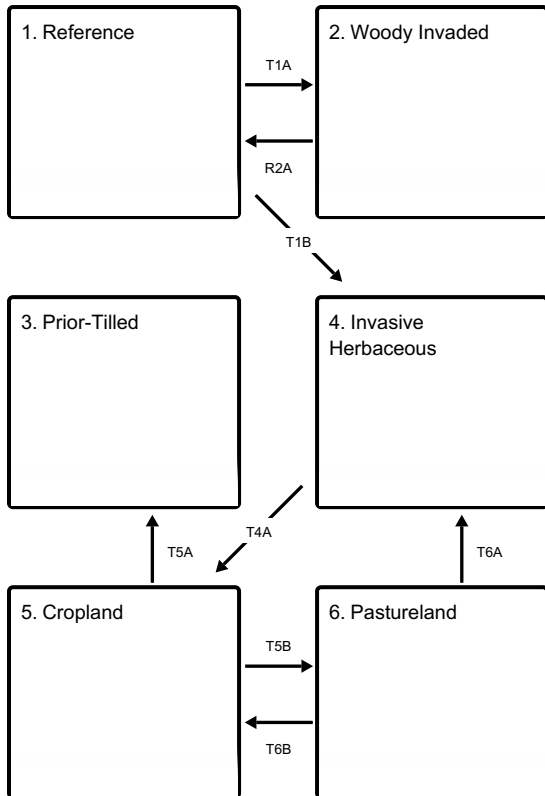 1. Reference
2. Woody Invaded
T1A
R2A
T1B
3. Prior-Tilled
4. Invasive
Herbaceous
T4A
T5A
T6A
5. Cropland
6. Pastureland
T5B
T6B